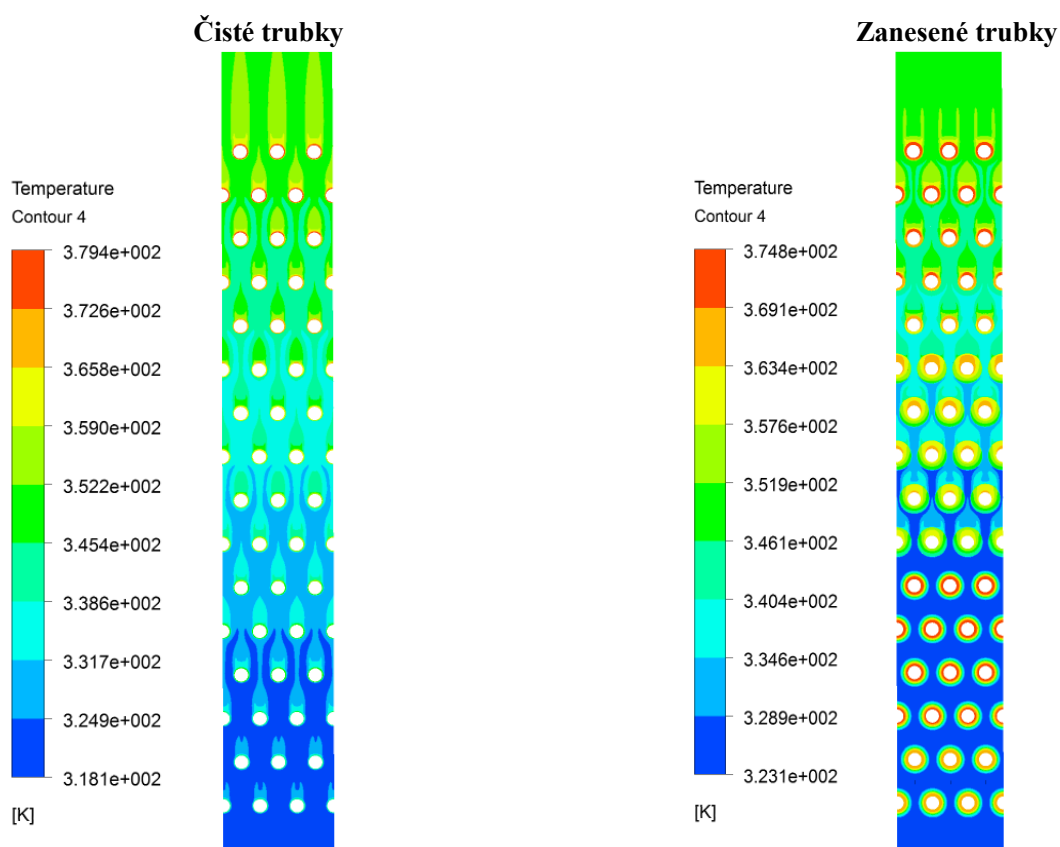 Čisté trubky
Zanesené trubky
Temperature
Contour 4
3.794e+002
3.726e+002
3.658e+002
3.590e+002
3.522e+002
3.454e+002
3.386e+002
3.317e+002
3.249e+002
3.181e+002
[K]
Temperature
Contour 4
3.748e+002
3.691e+002
3.634e+002
3.576e+002
3.519e+002
3.461e+002
3.404e+002
3.346e+002
3.289e+002
3.231e+002
[K]